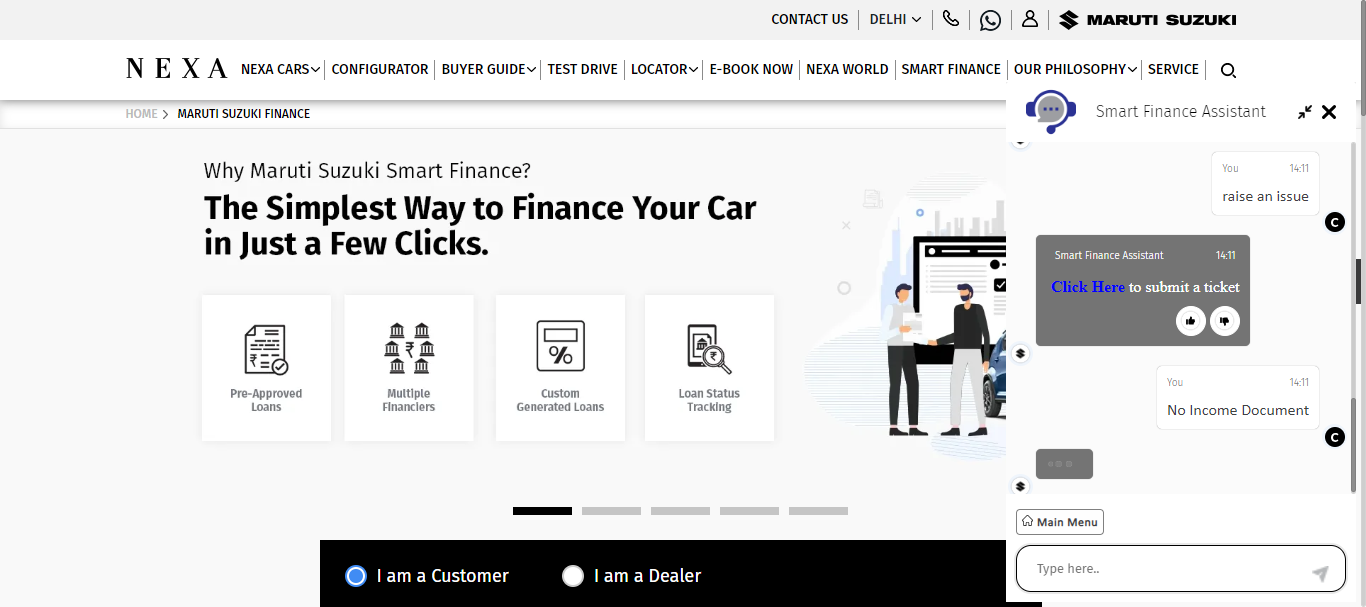 CONTACT US
DELHI
MARUTI SUZUKI
NEXA
NEXA CARS
CONFIGURATOR
BUYER GUIDE
TEST DRIVE
LOCATOR
E-BOOK NOW
NEXA WORLD
SMART FINANCE
OUR PHILOSOPHY
SERVICE
HOME > MARUTI SUZUKI FINANCE
Why Maruti Suzuki Smart Finance?
The Simplest Way to Finance Your Car
in Just a Few Clicks.
Pre-Approved
Loans
Multiple
Financiers
Custom
Generated Loans
Loan Status
Tracking
I am a Customer
I am a Dealer
Smart Finance Assistant
You 14:11
raise an issue
C
Smart Finance Assistant 14:11
Click Here to submit a ticket
You 14:11
No Income Document
C
Main Menu
Type here..